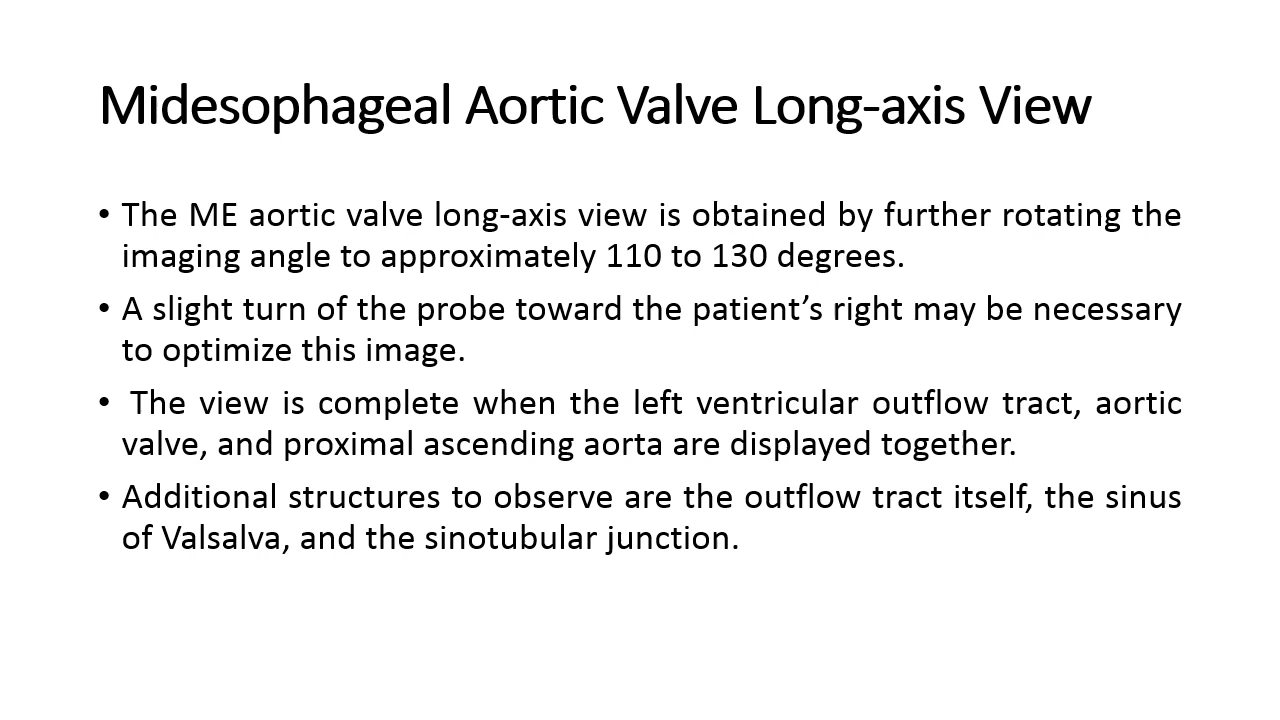 Midesophageal Aortic Valve Long-axis View
• The ME aortic valve long-axis view is obtained by further rotating the
imaging angle to approximately 110 to 130 degrees.
• A slight turn of the probe toward the patient’s right may be necessary
to optimize this image.
• The view is complete when the left ventricular outflow tract, aortic
valve, and proximal ascending aorta are displayed together.
• Additional structures to observe are the outflow tract itself, the sinus
of Valsalva, and the sinotubular junction.